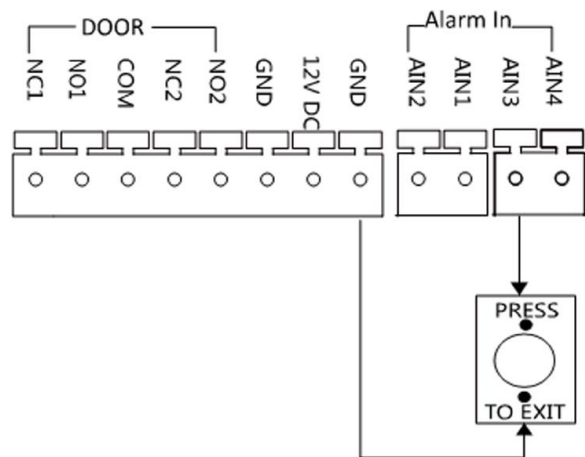 DOOR
Alarm In
NC1
NO1
COM
NC2
NO2
GND
12V DC
GND
AIN2
AIN1
AIN3
AIN4
PRESS
TO EXIT